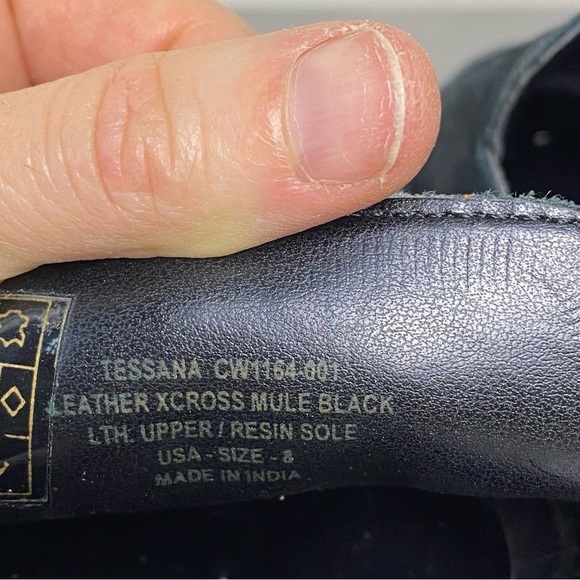 TESSANA CW1164-001
LEATHER XCROSS MULE BLACK
LTH. UPPER / RESIN SOLE
USA - SIZE - 8
MADE IN INDIA